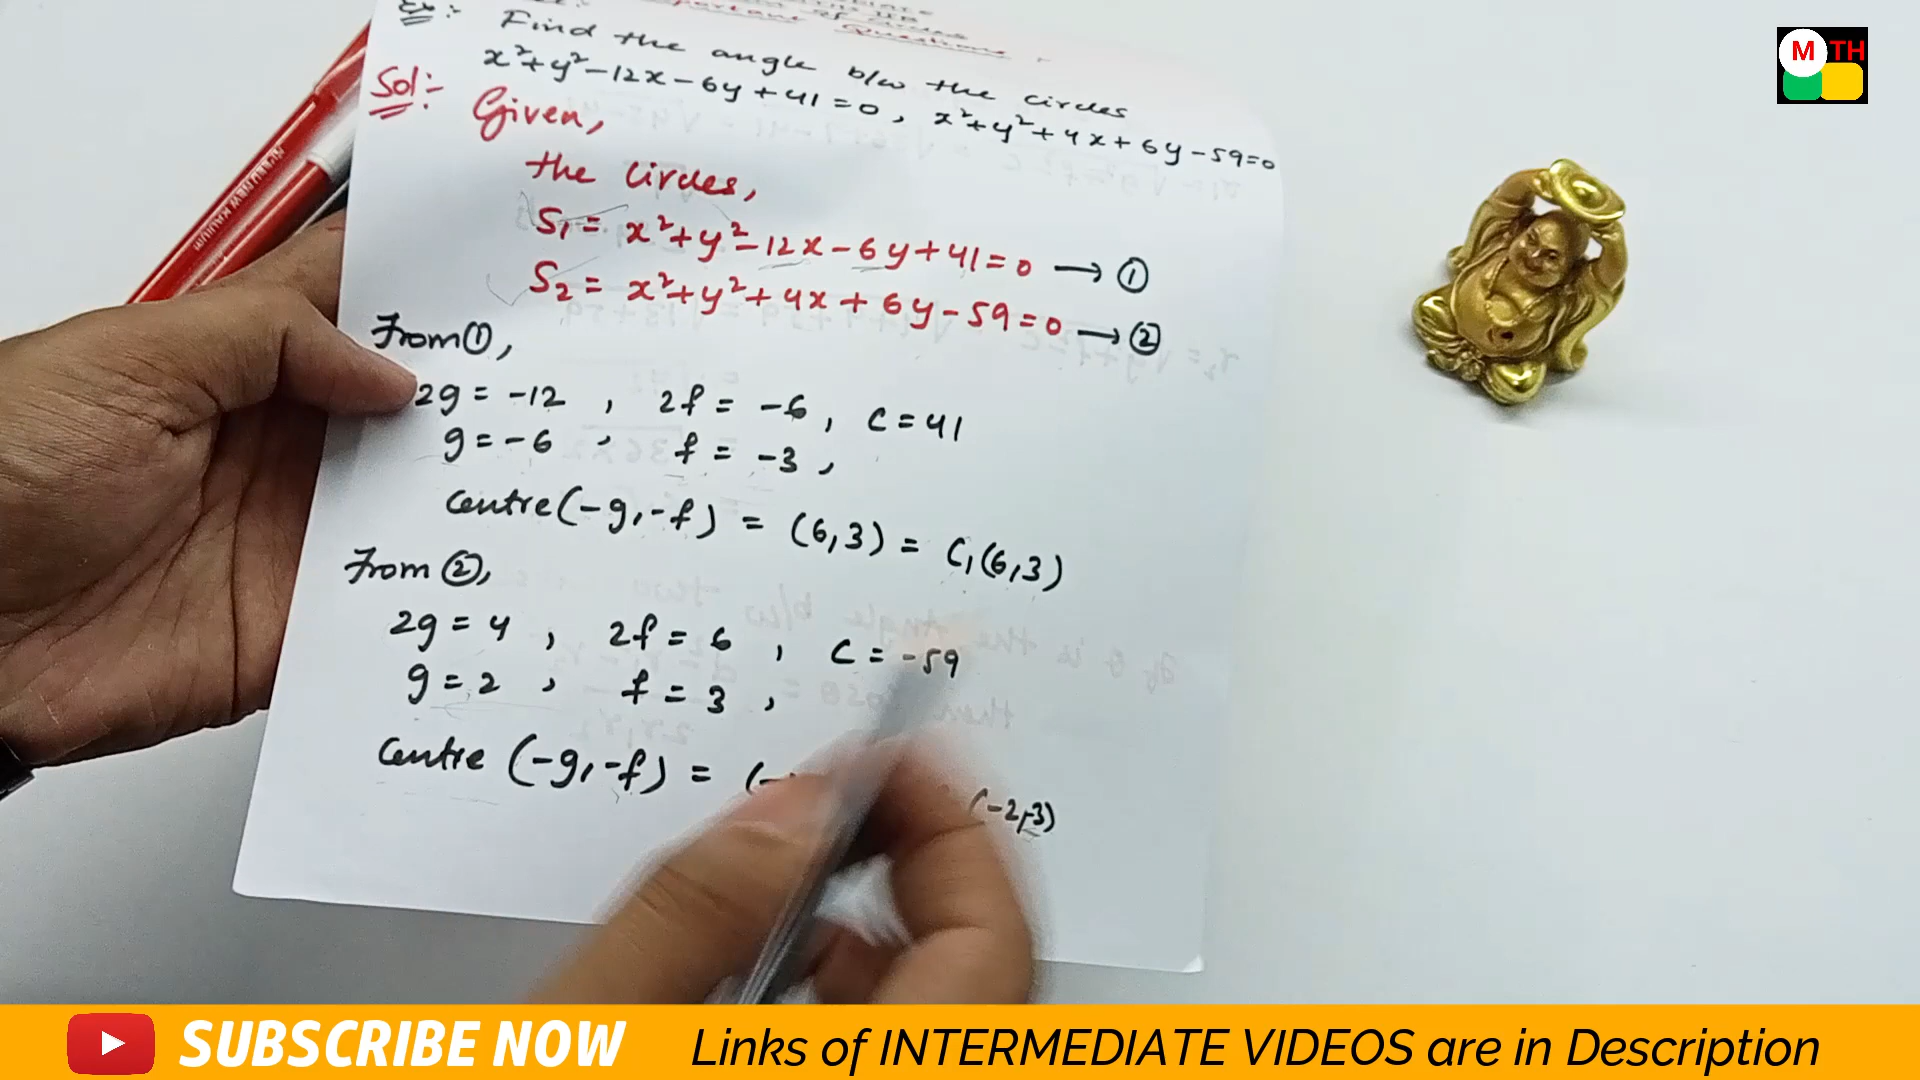 Ex:- Find the angle b/w the circles
x²+y²-12x-6y+41=0, x²+y²+4x+6y-59=0
Sol:- Given,
the circles,
S₁= x²+y²-12x-6y+41=0 → ①
S₂= x²+y²+4x+6y-59=0 → ②
From ①,
2g = -12 , 2f = -6 , c = 41
g = -6 , f = -3 ,
centre (-g,-f) = (6,3) = C₁(6,3)
From ②,
2g = 4 , 2f = 6 , c = -59
g = 2 , f = 3 ,
centre (-g,-f) = (- (-2,-3)
M TH
SUBSCRIBE NOW
Links of INTERMEDIATE VIDEOS are in Description